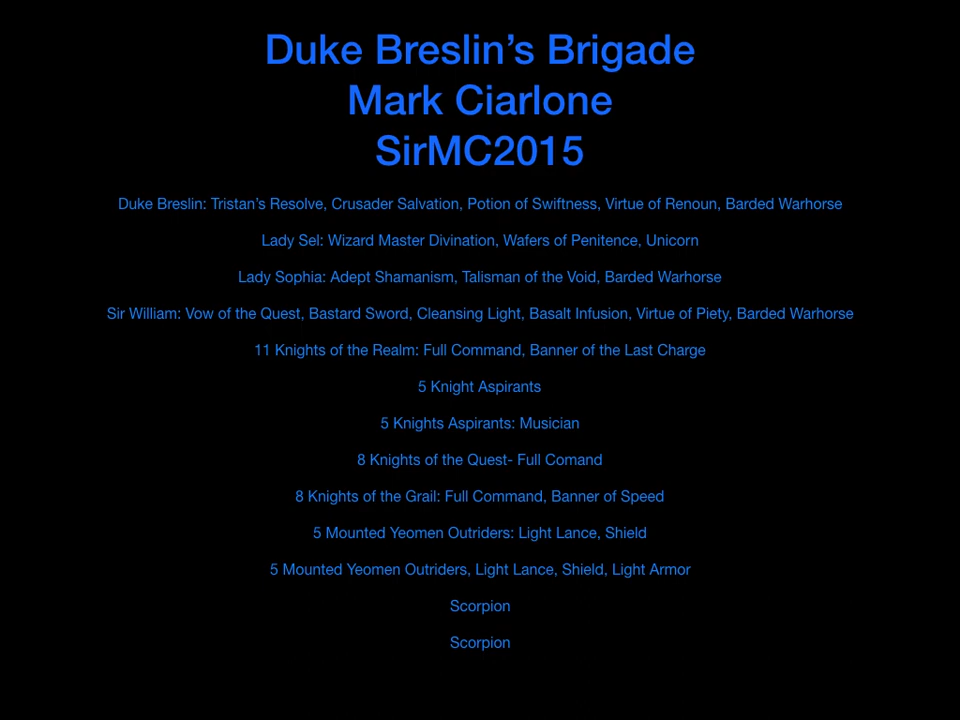 Duke Breslin’s Brigade
Mark Ciarlone
SirMC2015
Duke Breslin: Tristan’s Resolve, Crusader Salvation, Potion of Swiftness, Virtue of Renoun, Barded Warhorse
Lady Sel: Wizard Master Divination, Wafers of Penitence, Unicorn
Lady Sophia: Adept Shamanism, Talisman of the Void, Barded Warhorse
Sir William: Vow of the Quest, Bastard Sword, Cleansing Light, Basalt Infusion, Virtue of Piety, Barded Warhorse
11 Knights of the Realm: Full Command, Banner of the Last Charge
5 Knight Aspirants
5 Knights Aspirants: Musician
8 Knights of the Quest- Full Comand
8 Knights of the Grail: Full Command, Banner of Speed
5 Mounted Yeomen Outriders: Light Lance, Shield
5 Mounted Yeomen Outriders, Light Lance, Shield, Light Armor
Scorpion
Scorpion